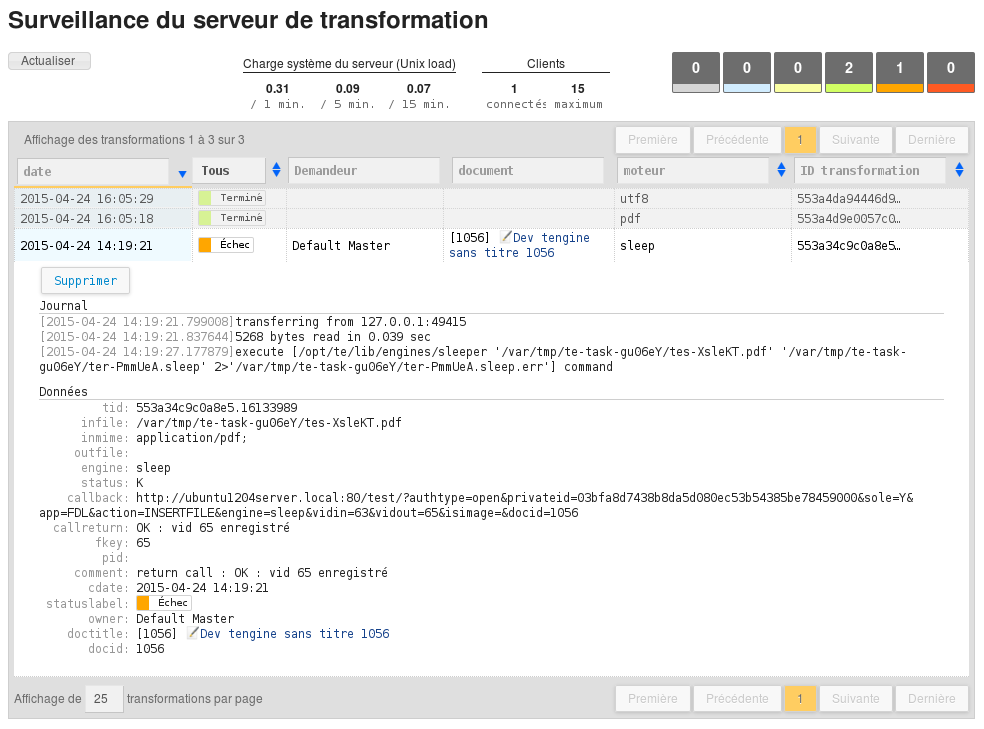 Surveillance du serveur de transformation
Actualiser
Charge système du serveur (Unix load)
0.31 0.09 0.07
/ 1 min. / 5 min. / 15 min.
Clients
1 15
connectés maximum
0 0 0 2 1 0
Affichage des transformations 1 à 3 sur 3
Première Précédente 1 Suivante Dernière
date Tous Demandeur document moteur ID transformation
2015-04-24 16:05:29 Terminé utf8 553a4da94446d9…
2015-04-24 16:05:18 Terminé pdf 553a4d9e0057c0…
2015-04-24 14:19:21 Échec Default Master [1056] Dev tengine sleep 553a34c9c0a8e5…
sans titre 1056
Supprimer
Journal
[2015-04-24 14:19:21.799008]transferring from 127.0.0.1:49415
[2015-04-24 14:19:21.837644]5268 bytes read in 0.039 sec
[2015-04-24 14:19:27.177879]execute [/opt/te/lib/engines/sleeper '/var/tmp/te-task-gu06eY/tes-XsleKT.pdf' '/var/tmp/te-task-
gu06eY/ter-PmmUeA.sleep' 2>'/var/tmp/te-task-gu06eY/ter-PmmUeA.sleep.err'] command
Données
tid: 553a34c9c0a8e5.16133989
infile: /var/tmp/te-task-gu06eY/tes-XsleKT.pdf
inmime: application/pdf;
outfile:
engine: sleep
status: K
callback: http://ubuntu1204server.local:80/test/?authtype=open&privateid=03bfa8d7438b8da5d080ec53b54385be78459000&sole=Y&
app=FDL&action=INSERTFILE&engine=sleep&vidin=63&vidout=65&isimage=&docid=1056
callreturn: OK : vid 65 enregistré
fkey: 65
pid:
comment: return call : OK : vid 65 enregistré
cdate: 2015-04-24 14:19:21
statuslabel: Échec
owner: Default Master
doctitle: [1056] Dev tengine sans titre 1056
docid: 1056
Affichage de 25 transformations par page
Première Précédente 1 Suivante Dernière